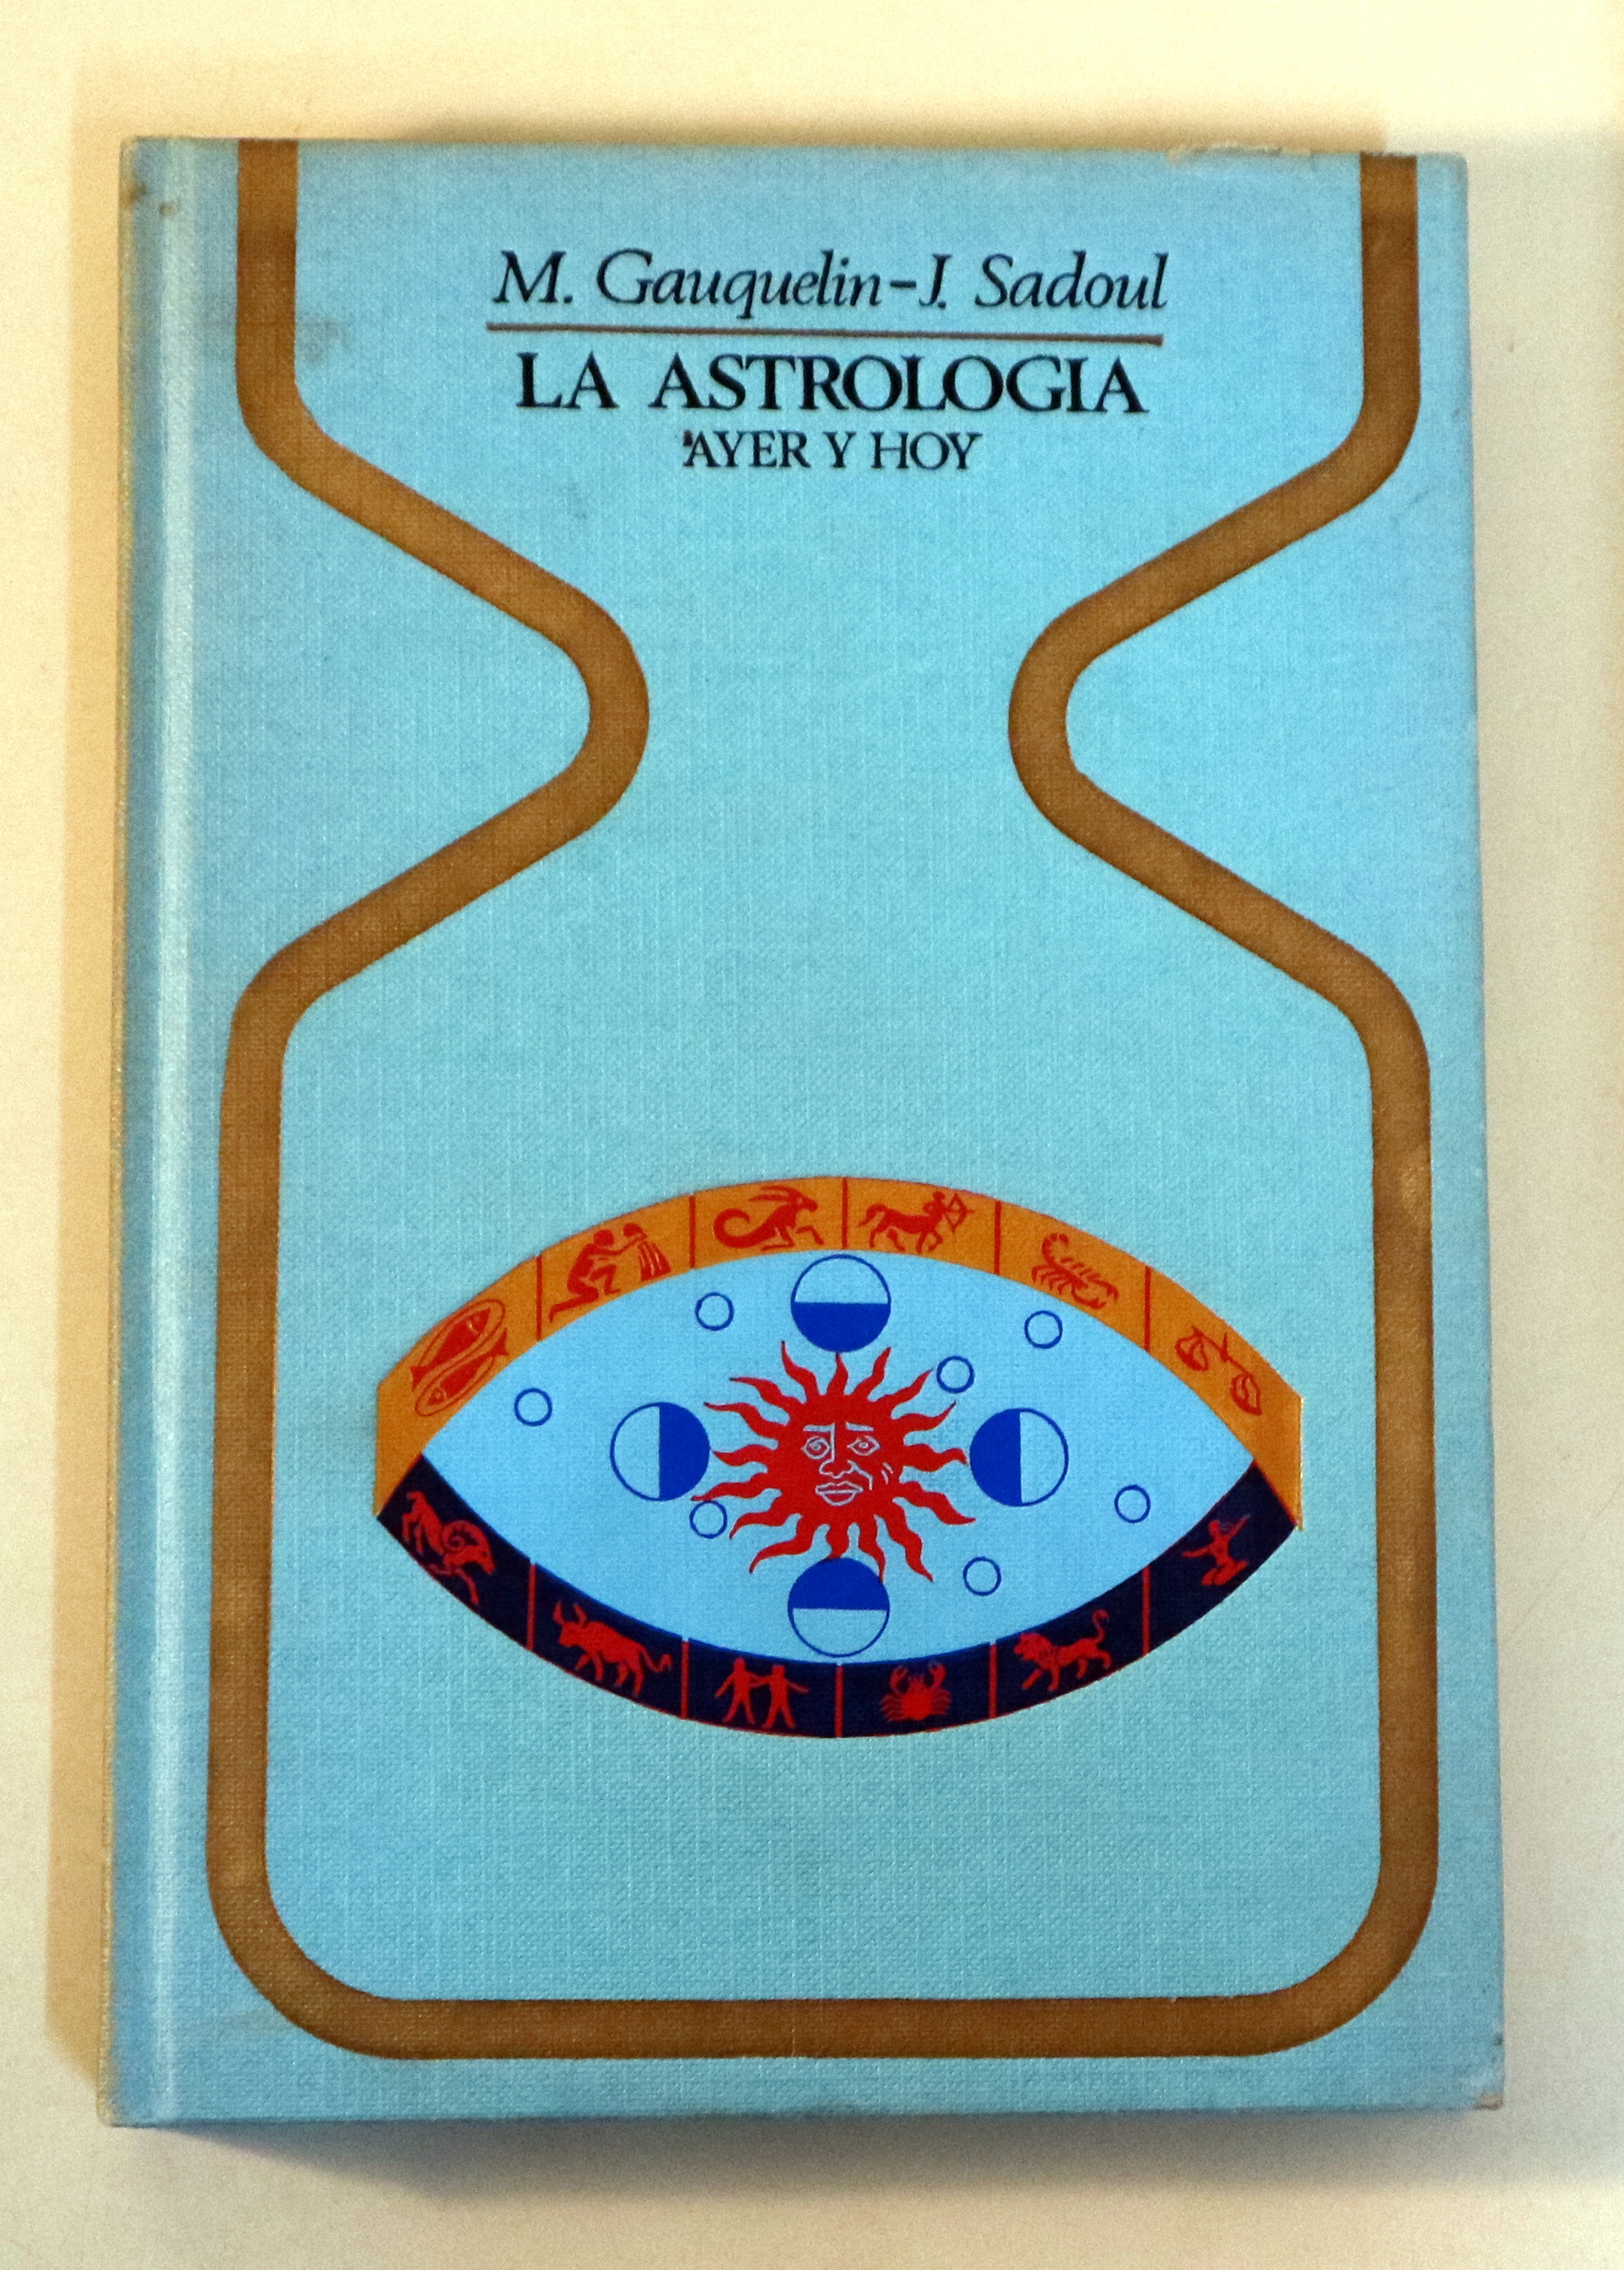 M. Gauquelin-J. Sadoul
LA ASTROLOGIA
AYER Y HOY